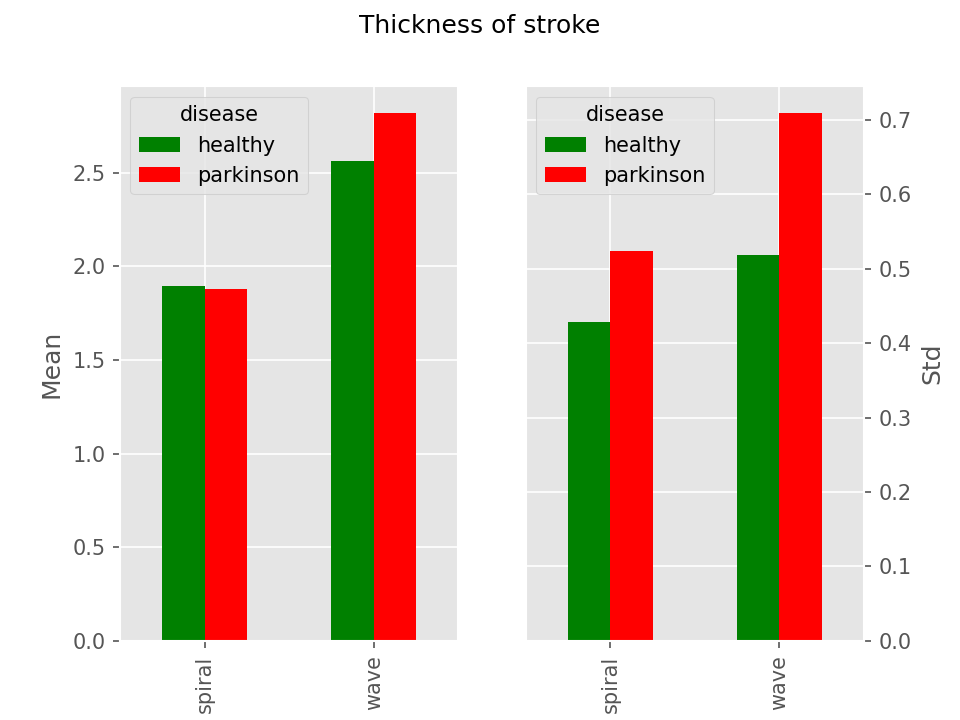 Thickness of stroke
disease
healthy
parkinson
2.5
2.0
1.5
1.0
0.5
0.0
Mean
spiral
wave
disease
healthy
parkinson
0.7
0.6
0.5
0.4
0.3
0.2
0.1
0.0
Std
spiral
wave